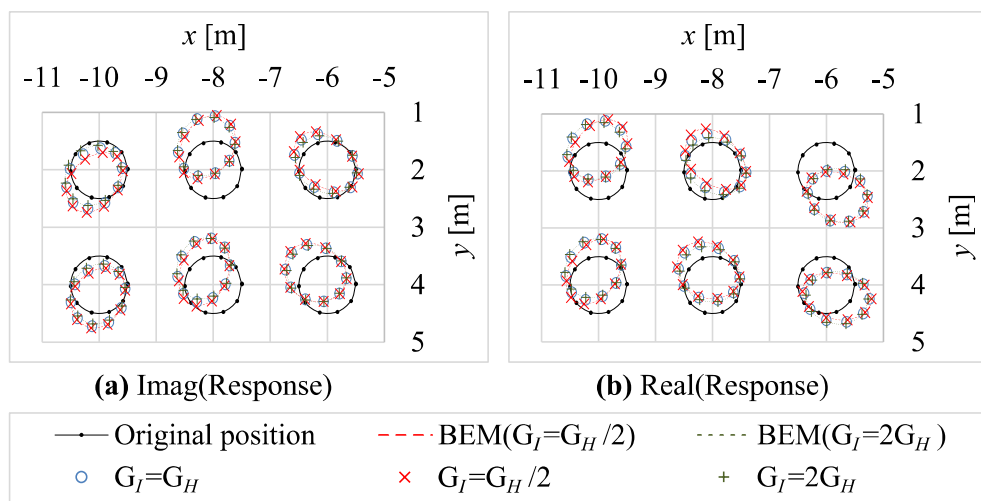 x [m]
-11 -10 -9 -8 -7 -6 -5
1
2
3
4
5
y [m]
(a) Imag(Response)
x [m]
-11 -10 -9 -8 -7 -6 -5
1
2
3
4
5
y [m]
(b) Real(Response)
Original position BEM(G_I=G_H/2) BEM(G_I=2G_H)
G_I=G_H G_I=G_H/2 G_I=2G_H